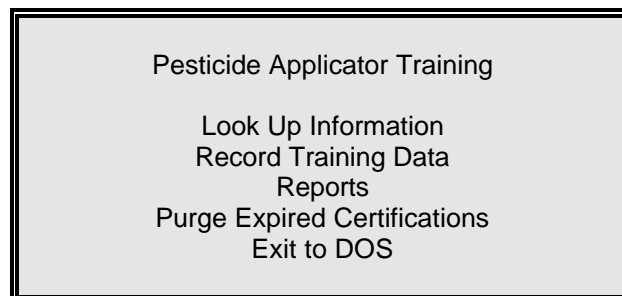 Pesticide Applicator Training
Look Up Information
Record Training Data
Reports
Purge Expired Certifications
Exit to DOS